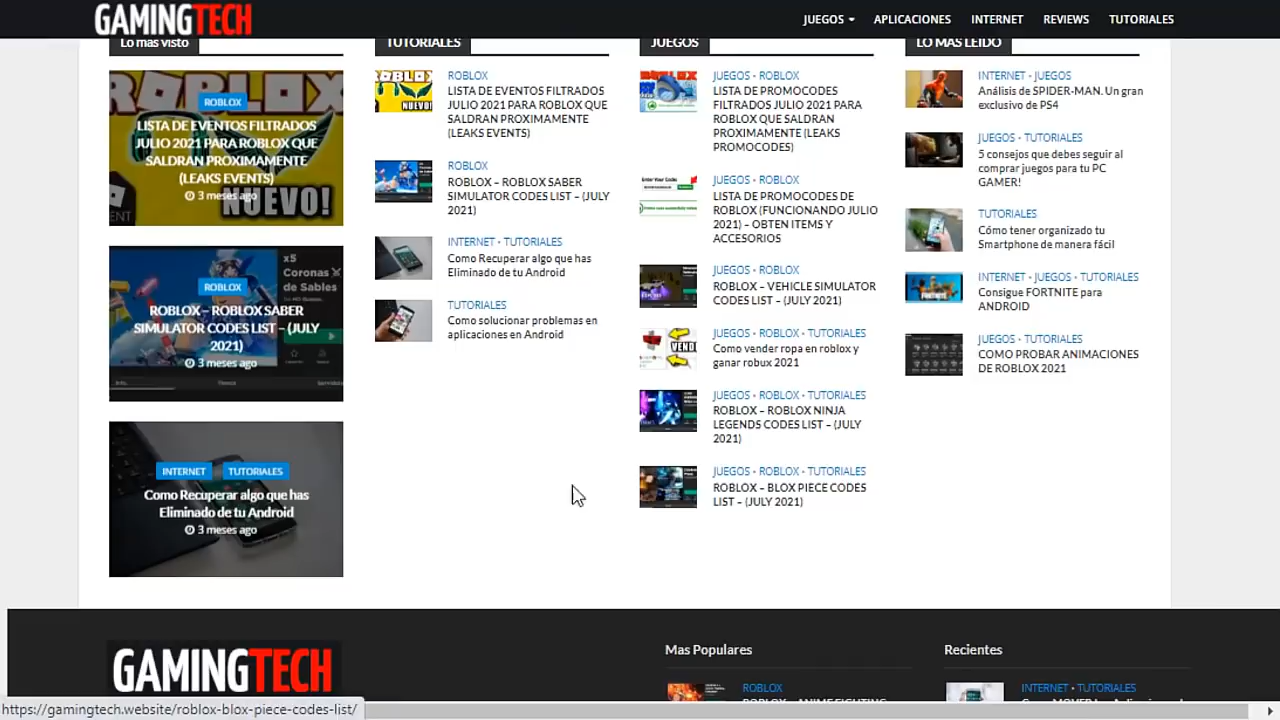 GAMINGTECH
JUEGOS
APLICACIONES
INTERNET
REVIEWS
TUTORIALES
Lo mas visto
ROBLOX
LISTA DE EVENTOS FILTRADOS
JULIO 2021 PARA ROBLOX QUE
SALDRAN PROXIMAMENTE
(LEAKS EVENTS)
3 meses ago
¡NUEVO!
ROBLOX
x5
Coronas
de Sables
ROBLOX – ROBLOX SABER
SIMULATOR CODES LIST – (JULY
2021)
3 meses ago
INTERNET
TUTORIALES
Como Recuperar algo que has
Eliminado de tu Android
3 meses ago
TUTORIALES
ROBLOX
LISTA DE EVENTOS FILTRADOS
JULIO 2021 PARA ROBLOX QUE
SALDRAN PROXIMAMENTE
(LEAKS EVENTS)
ROBLOX
ROBLOX – ROBLOX SABER
SIMULATOR CODES LIST – (JULY
2021)
INTERNET • TUTORIALES
Como Recuperar algo que has
Eliminado de tu Android
TUTORIALES
Como solucionar problemas en
aplicaciones en Android
JUEGOS
JUEGOS • ROBLOX
LISTA DE PROMOCODES
FILTRADOS JULIO 2021 PARA
ROBLOX QUE SALDRAN
PROXIMAMENTE (LEAKS
PROMOCODES)
JUEGOS • ROBLOX
LISTA DE PROMOCODES DE
ROBLOX (FUNCIONANDO JULIO
2021) – OBTEN ITEMS Y
ACCESORIOS
JUEGOS • ROBLOX
ROBLOX – VEHICLE SIMULATOR
CODES LIST – (JULY 2021)
JUEGOS • ROBLOX • TUTORIALES
Como vender ropa en roblox y
ganar robux 2021
JUEGOS • ROBLOX • TUTORIALES
ROBLOX – ROBLOX NINJA
LEGENDS CODES LIST – (JULY
2021)
JUEGOS • ROBLOX • TUTORIALES
ROBLOX – BLOX PIECE CODES
LIST – (JULY 2021)
LO MAS LEIDO
INTERNET • JUEGOS
Análisis de SPIDER-MAN. Un gran
exclusivo de PS4
JUEGOS • TUTORIALES
5 consejos que debes seguir al
comprar juegos para tu PC
GAMER!
TUTORIALES
Cómo tener organizado tu
Smartphone de manera fácil
INTERNET • JUEGOS • TUTORIALES
Consigue FORTNITE para
ANDROID
JUEGOS • TUTORIALES
COMO PROBAR ANIMACIONES
DE ROBLOX 2021
GAMINGTECH
Mas Populares
ROBLOX
Recientes
INTERNET • TUTORIALES
https://gamingtech.website/roblox-blox-piece-codes-list/